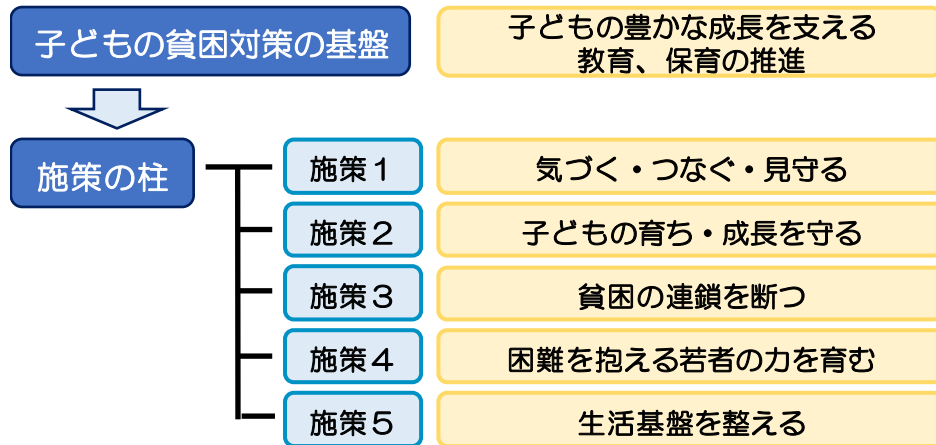 子どもの貧困対策の基盤
子どもの豊かな成長を支える
教育、保育の推進
施策の柱
施策１
気づく・つなぐ・見守る
施策２
子どもの育ち・成長を守る
施策３
貧困の連鎖を断つ
施策４
困難を抱える若者の力を育む
施策５
生活基盤を整える